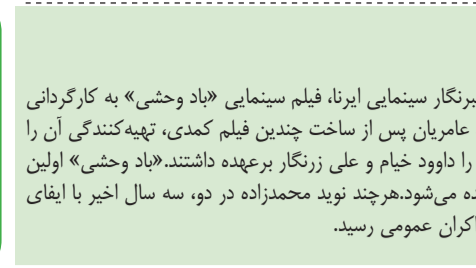 سینمایی ایرنا، فیلم سینمایی «باد وحشی» به کارگردانی
عامریان پس از ساخت چندین فیلم کمدی، تهیه‌کنندگی آن را
را داوود خیام و علی زرنگار برعهده داشتند.«باد وحشی» اولین
می‌شود.هرچند نوید محمدزاده در دو، سه سال اخیر با ایفای
اکران عمومی رسید.